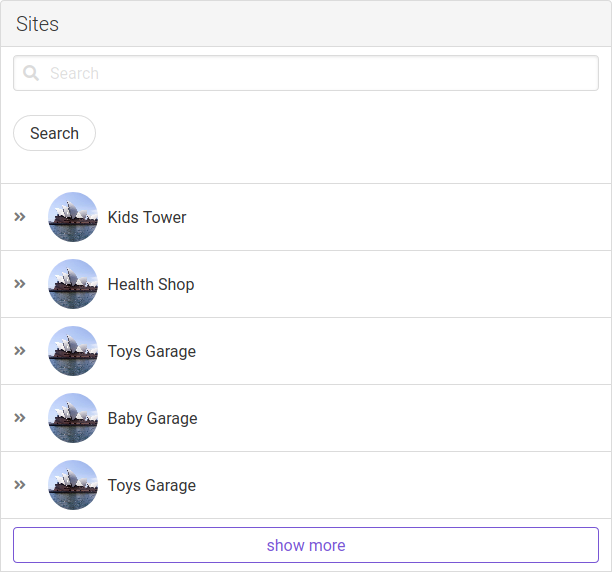 Sites
Search
Search
Kids Tower
Health Shop
Toys Garage
Baby Garage
Toys Garage
show more